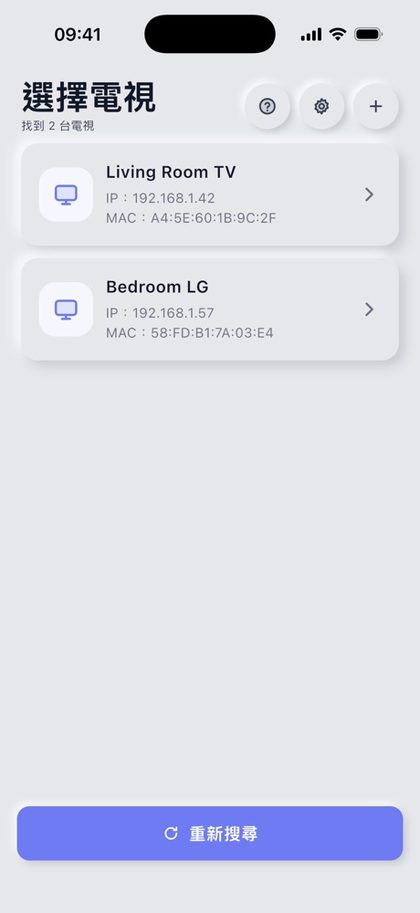 09:41
選擇電視
找到 2 台電視
Living Room TV
IP：192.168.1.42
MAC：A4:5E:60:1B:9C:2F
Bedroom LG
IP：192.168.1.57
MAC：58:FD:B1:7A:03:E4
重新搜尋